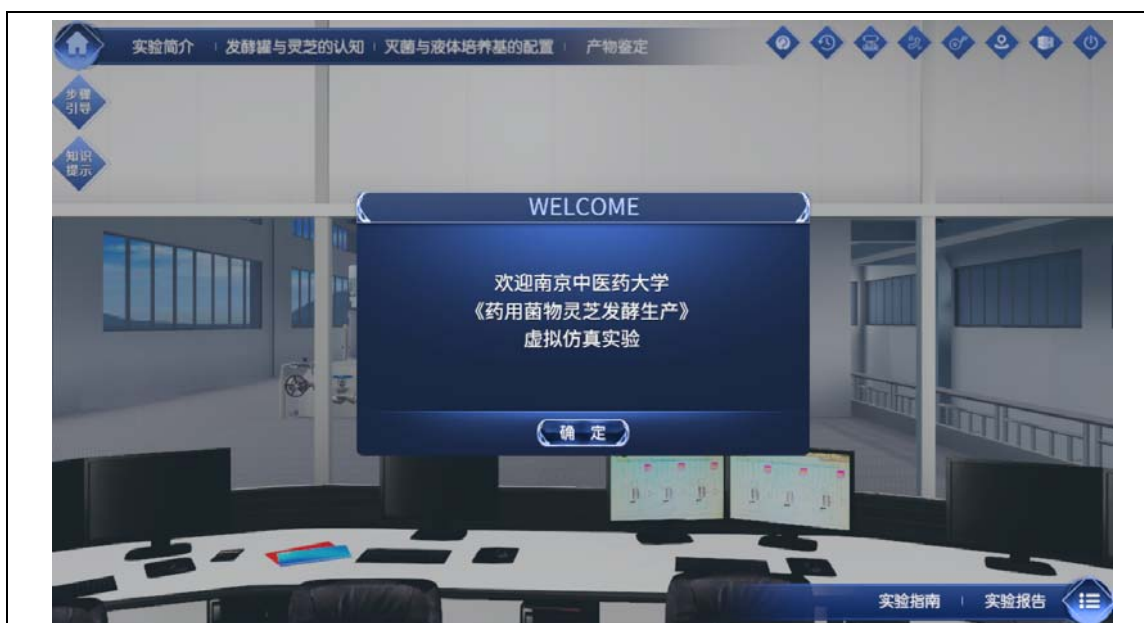 实验简介
发酵罐与灵芝的认知
灭菌与液体培养基的配置
产物鉴定
步骤
引导
知识
提示
WELCOME
欢迎南京中医药大学
《药用菌物灵芝发酵生产》
虚拟仿真实验
确 定
实验指南
实验报告